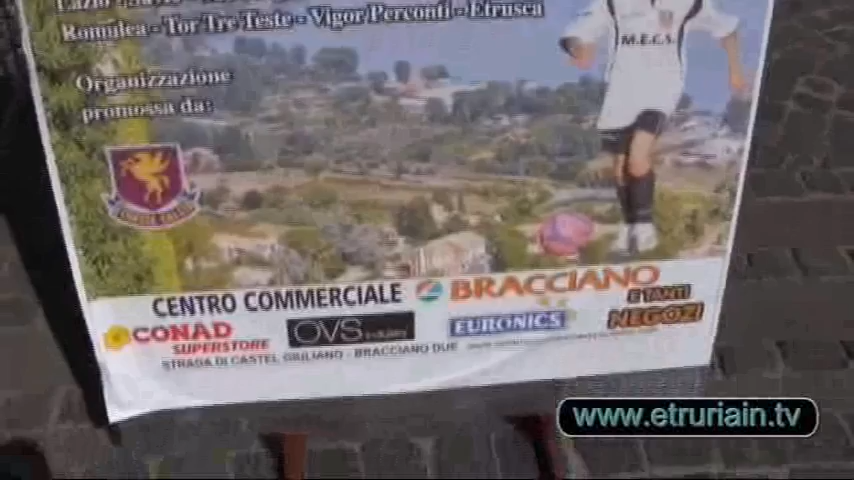 Romulea - Tor Tre Teste - Vigor Perconti - Etrusca
M.E.C.S.
Organizzazione
promossa da:
CENTRO COMMERCIALE BRACCIANO
E TANTI
NEGOZI
CONAD
SUPERSTORE
OVS industry
EURONICS
STRADA DI CASTEL GIULIANO - BRACCIANO DUE
www.etruriain.tv